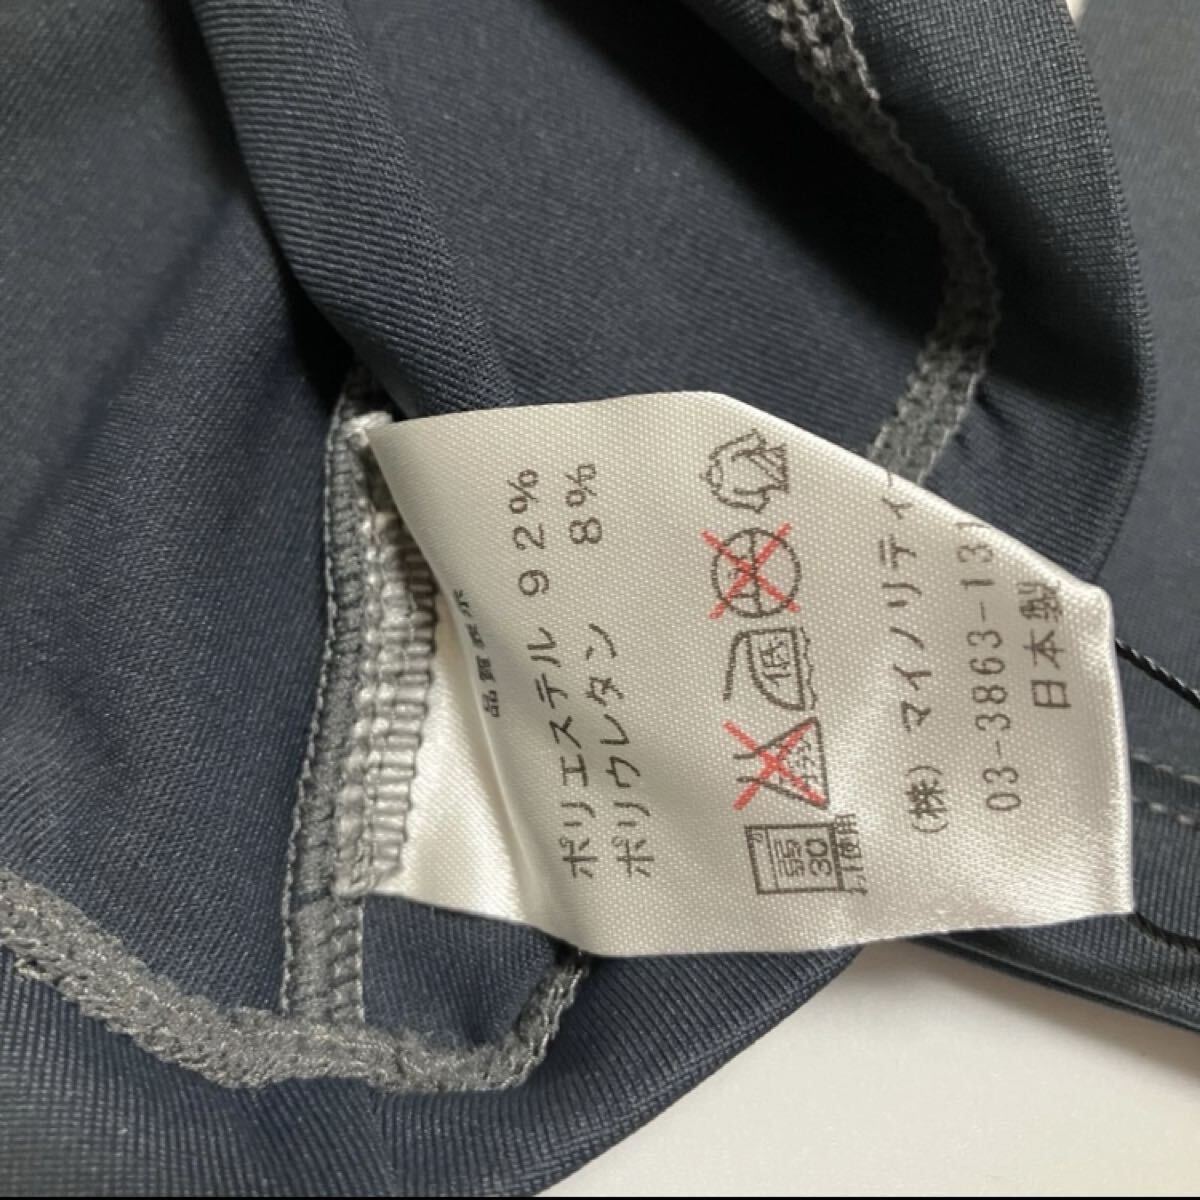 品質表示
ポリエステル 92%
ポリウレタン 8%
弱
30
低
(株)マイノリティ
03-3863-13
日本製